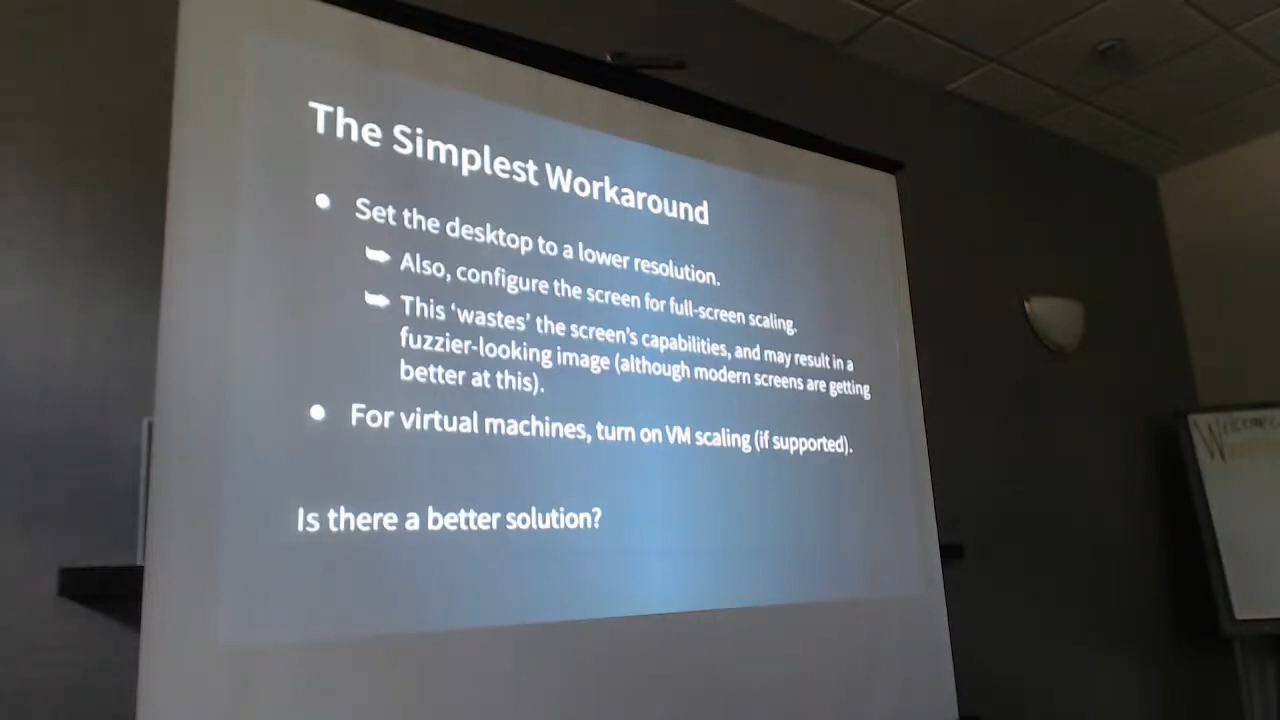 The Simplest Workaround
Set the desktop to a lower resolution.
Also, configure the screen for full-screen scaling.
This ‘wastes’ the screen’s capabilities, and may result in a
fuzzier-looking image (although modern screens are getting
better at this).
For virtual machines, turn on VM scaling (if supported).
Is there a better solution?
Welcome